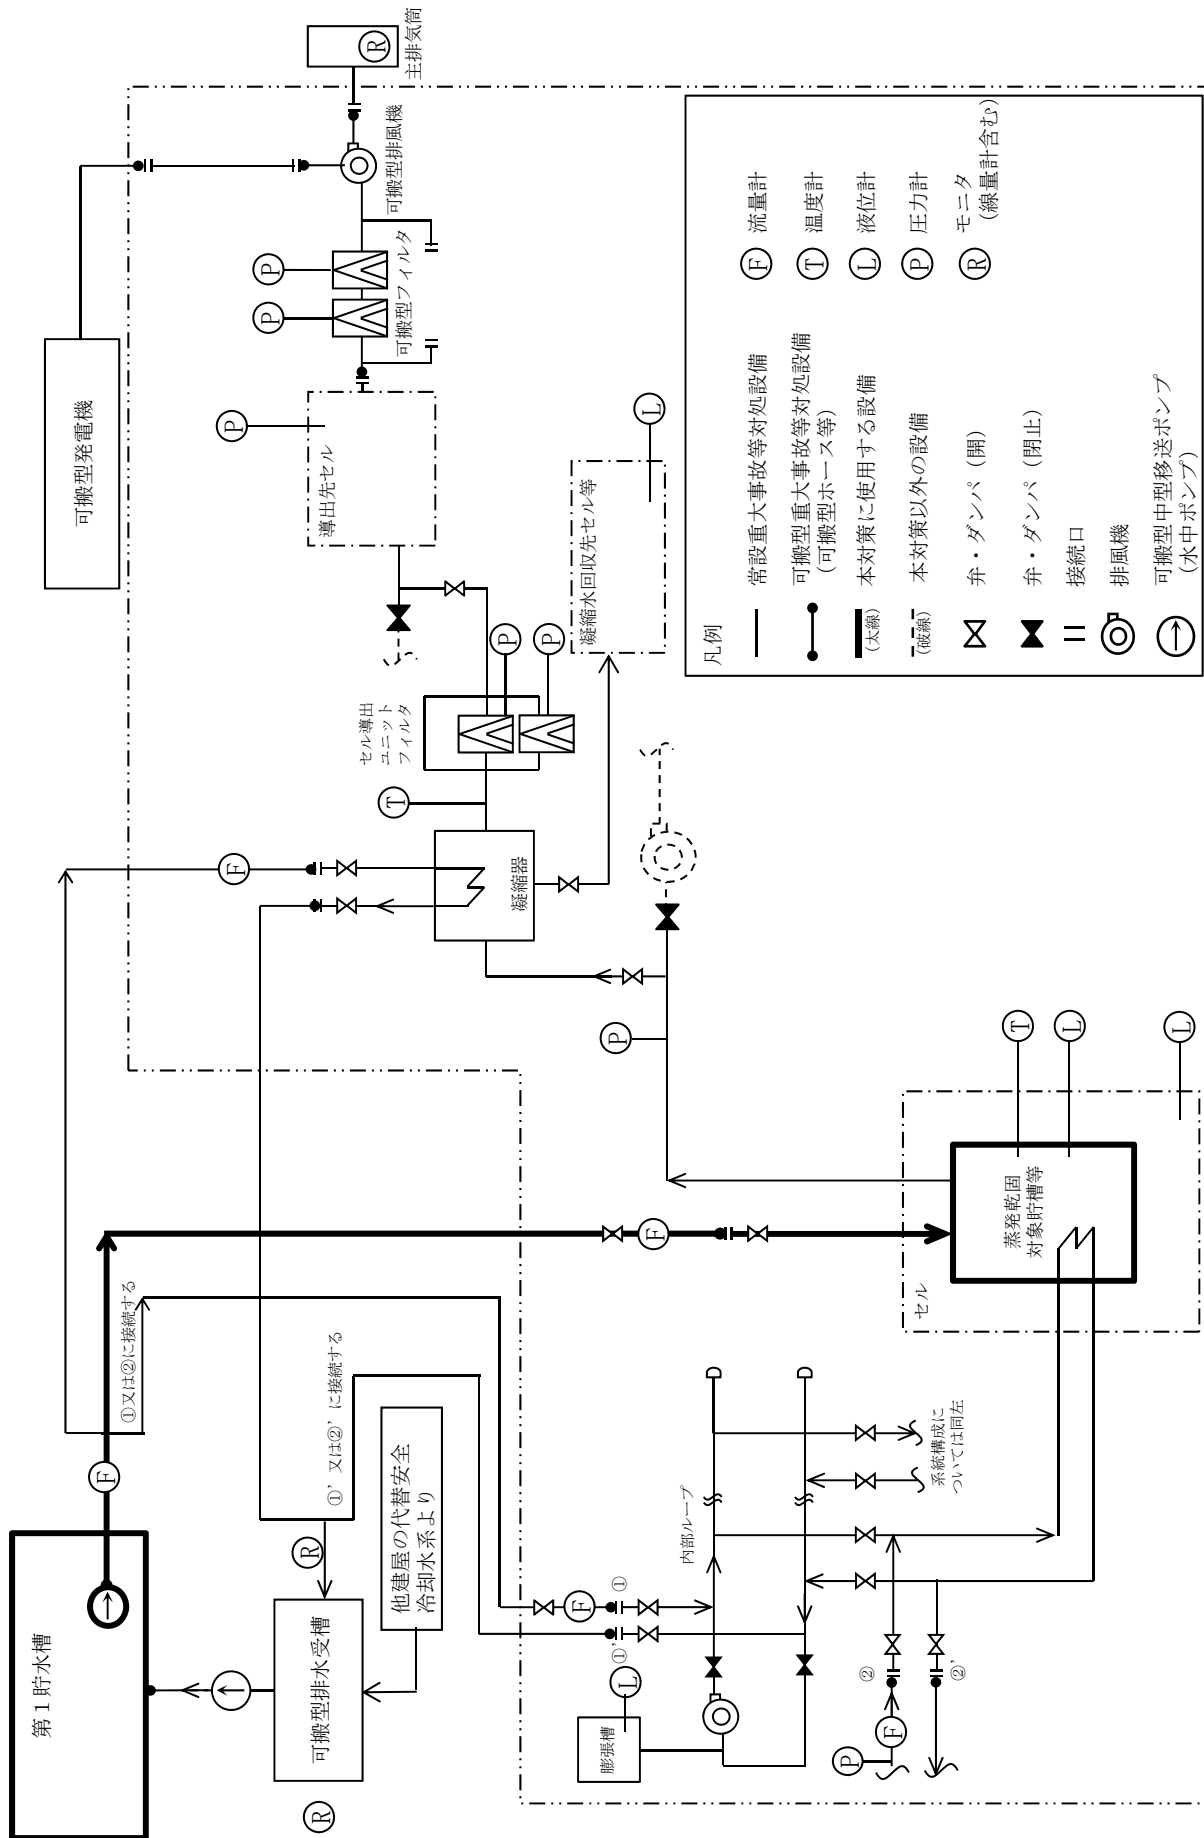 第1貯水槽
可搬型排水受槽
他建屋の代替安全
冷却水系より
①又は②に接続する
①’又は②’に接続する
可搬型発電機
主排気筒
可搬型排風機
可搬型フィルタ
導出先セル
凝縮水回収先セル等
セル導出
ユニット
フィルタ
凝縮器
内部ループ
膨張槽
系統構成に
ついては同左
セル
蒸発乾固
対象貯槽等
①
①’
②
②’
R
R
R
F
F
F
F
F
P
P
P
P
P
P
P
T
T
L
L
L
L
凡例
常設重大事故等対処設備
可搬型重大事故等対処設備
(可搬型ホース等)
本対策に使用する設備
(太線)
本対策以外の設備
(破線)
弁・ダンパ(開)
弁・ダンパ(閉止)
接続口
排風機
可搬型中型移送ポンプ
(水中ポンプ)
F 流量計
T 温度計
L 液位計
P 圧力計
R モニタ
(線量計含む)